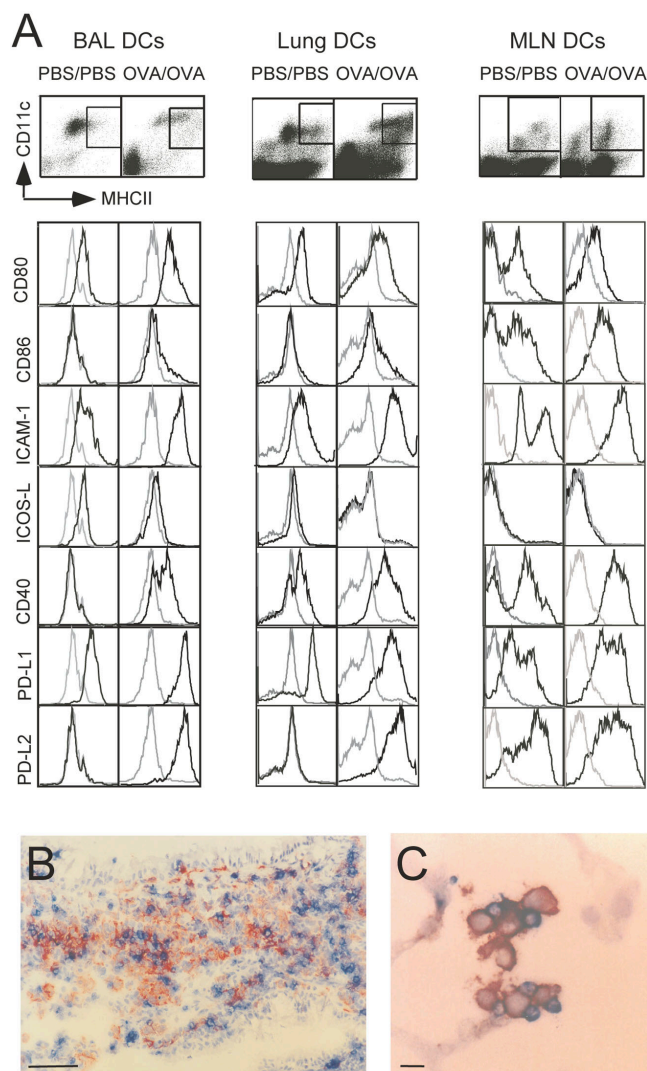 A
BAL DCs Lung DCs MLN DCs
PBS/PBS OVA/OVA PBS/PBS OVA/OVA PBS/PBS OVA/OVA
CD11c
MHCII
CD80
CD86
ICAM-1
ICOS-L
CD40
PD-L1
PD-L2
B
C